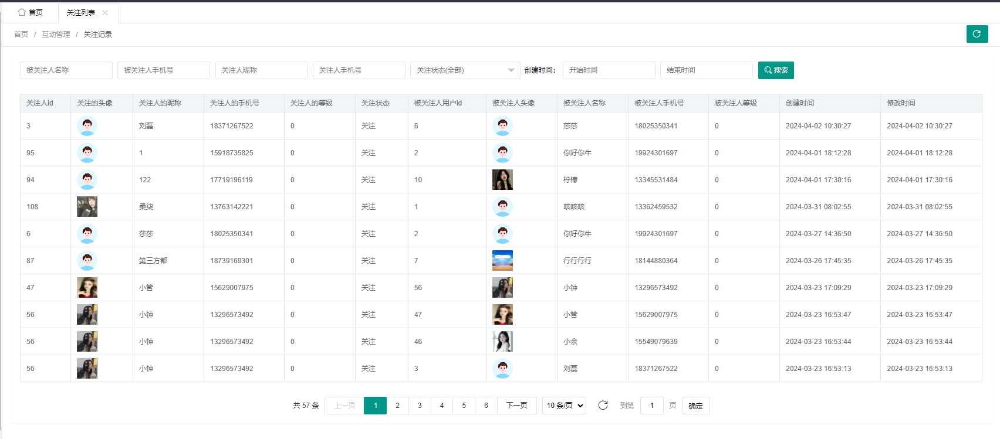 首页 关注列表
首页 / 互动管理 / 关注记录
被关注人名称 被关注人手机号 关注人昵称 关注人手机号 关注状态(全部) 创建时间： 开始时间 结束时间 搜索
关注人id 关注的头像 关注人的昵称 关注人的手机号 关注人的等级 关注状态 被关注人用户id 被关注人头像 被关注人名称 被关注人手机号 被关注人等级 创建时间 修改时间
3 刘磊 18371267522 0 关注 6 莎莎 18025350341 0 2024-04-02 10:30:27 2024-04-02 10:30:27
95 1 15918735825 0 关注 2 你好你牛 19924301697 0 2024-04-01 18:12:28 2024-04-01 18:12:28
94 122 17719196119 0 关注 10 柠檬 13345531484 0 2024-04-01 17:30:16 2024-04-01 17:30:16
108 柔柒 13763142221 0 关注 1 咳咳咳 13362459532 0 2024-03-31 08:02:55 2024-03-31 08:02:55
6 莎莎 18025350341 0 关注 2 你好你牛 19924301697 0 2024-03-27 14:36:50 2024-03-27 14:36:50
87 第三方都 18739169301 0 关注 7 行行行行 18144880364 0 2024-03-26 17:45:35 2024-03-26 17:45:35
47 小管 15629007975 0 关注 56 小钟 13296573492 0 2024-03-23 17:09:29 2024-03-23 17:09:29
56 小钟 13296573492 0 关注 47 小管 15629007975 0 2024-03-23 16:53:47 2024-03-23 16:53:47
56 小钟 13296573492 0 关注 46 小余 15549079639 0 2024-03-23 16:53:44 2024-03-23 16:53:44
56 小钟 13296573492 0 关注 3 刘磊 18371267522 0 2024-03-23 16:53:13 2024-03-23 16:53:13
共 57 条 上一页 1 2 3 4 5 6 下一页 10 条/页 到第 1 页 确定